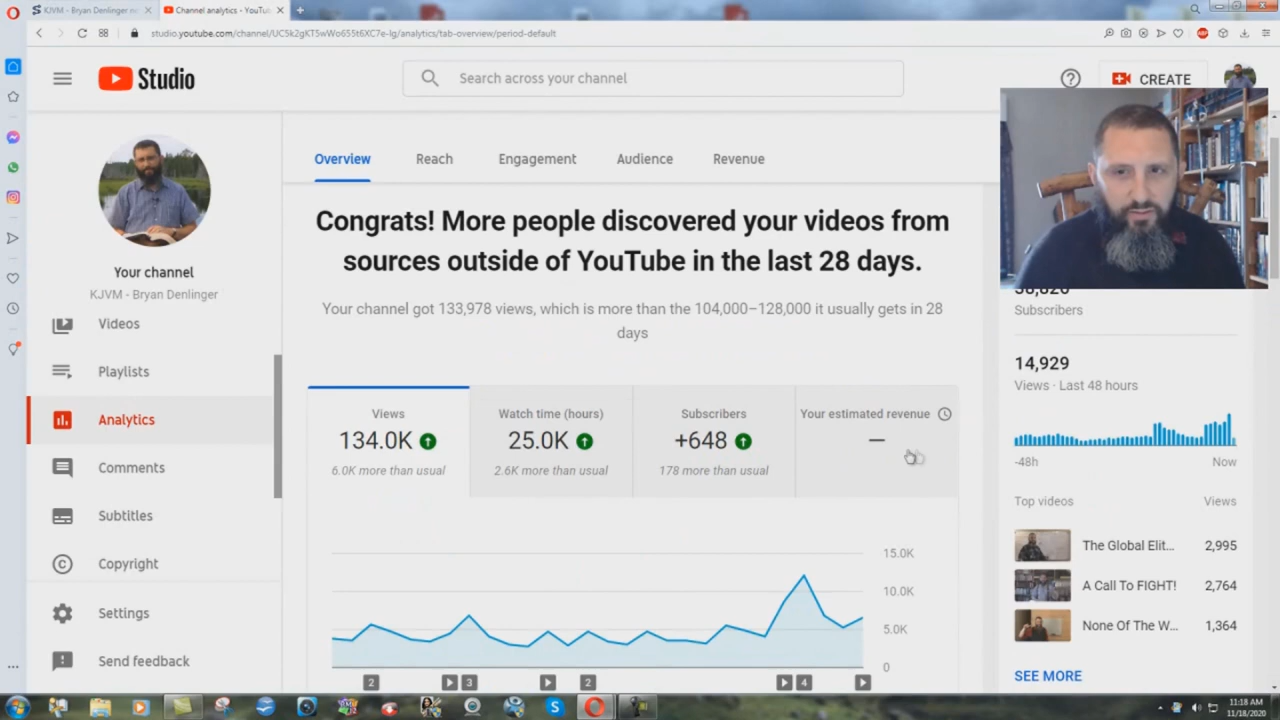 KJVM - Bryan Denlinger ne
Channel analytics - YouTu
studio.youtube.com/channel/UC5k2gKT5wWo655t6XC7e-lg/analytics/tab-overview/period-default
Studio
Search across your channel
CREATE
Overview
Reach
Engagement
Audience
Revenue
Congrats! More people discovered your videos from
sources outside of YouTube in the last 28 days.
Your channel got 133,978 views, which is more than the 104,000–128,000 it usually gets in 28
days
Your channel
KJVM - Bryan Denlinger
Videos
Playlists
Analytics
Comments
Subtitles
Copyright
Settings
Send feedback
Views
134.0K
6.0K more than usual
Watch time (hours)
25.0K
2.6K more than usual
Subscribers
+648
178 more than usual
Your estimated revenue
—
15.0K
10.0K
5.0K
0
2
3
2
4
Subscribers
14,929
Views · Last 48 hours
-48h
Now
Top videos
Views
The Global Elit...
2,995
A Call To FIGHT!
2,764
None Of The W...
1,364
SEE MORE
11:18 AM
11/18/2020